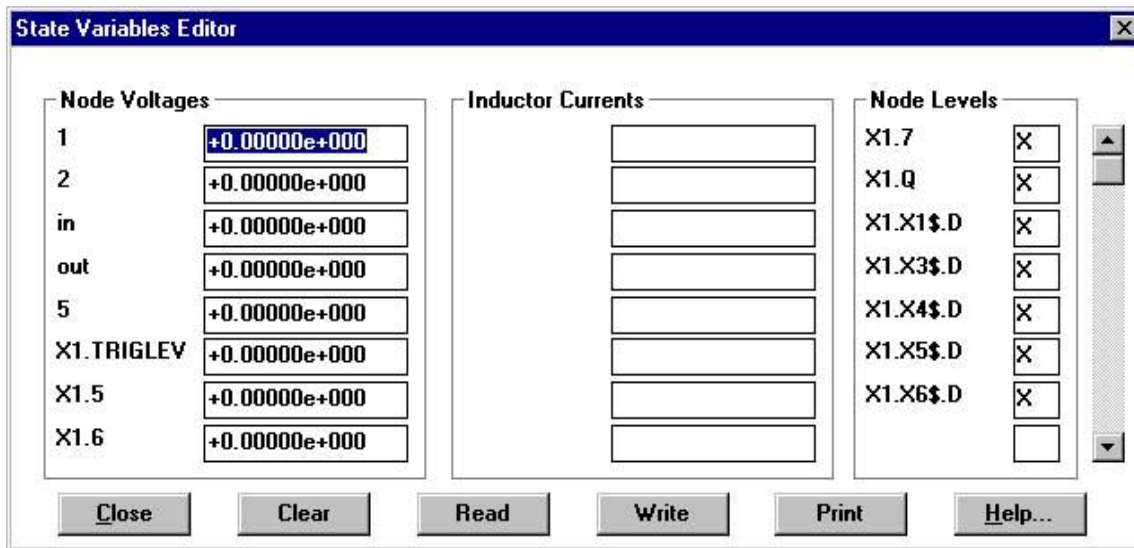 State Variables Editor
Node Voltages Inductor Currents Node Levels
1 +0.00000e+000 X1.7 X
2 +0.00000e+000 X1.Q X
in +0.00000e+000 X1.X1$.D X
out +0.00000e+000 X1.X3$.D X
5 +0.00000e+000 X1.X4$.D X
X1.TRIGLEV +0.00000e+000 X1.X5$.D X
X1.5 +0.00000e+000 X1.X6$.D X
X1.6 +0.00000e+000
Close Clear Read Write Print Help...